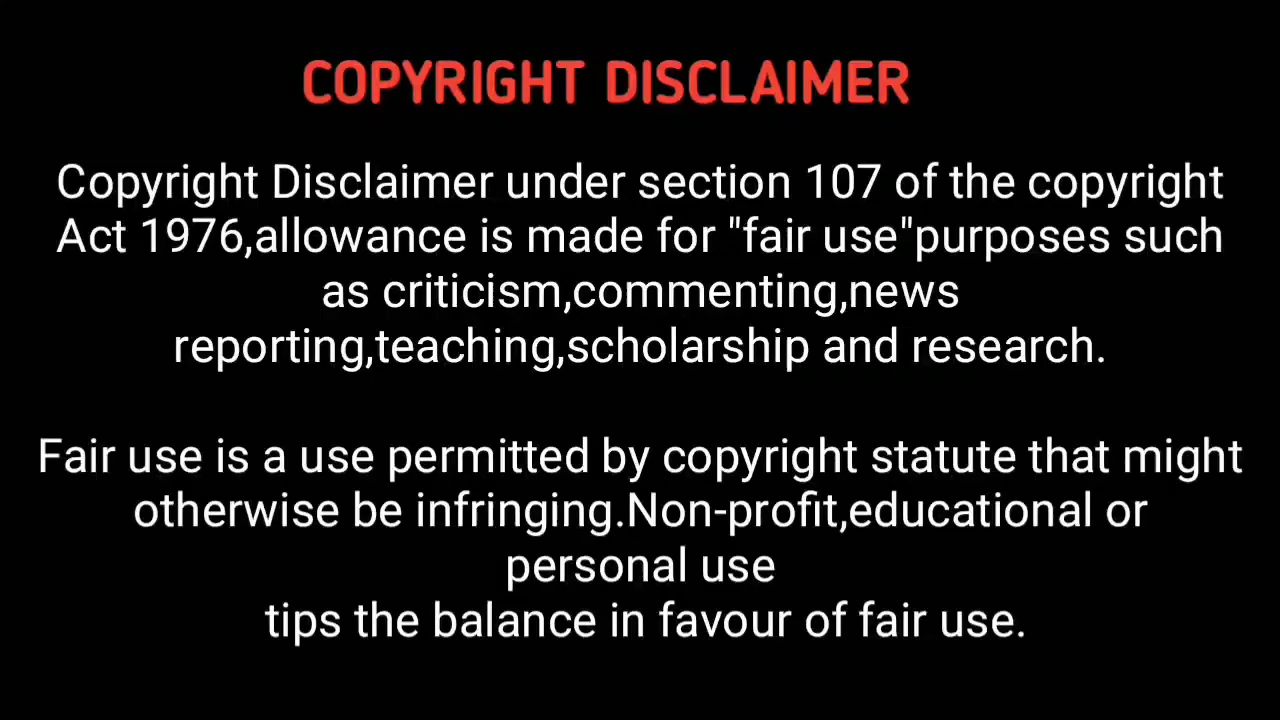 COPYRIGHT DISCLAIMER
Copyright Disclaimer under section 107 of the copyright
Act 1976,allowance is made for "fair use"purposes such
as criticism,commenting,news
reporting,teaching,scholarship and research.
Fair use is a use permitted by copyright statute that might
otherwise be infringing.Non-profit,educational or
personal use
tips the balance in favour of fair use.